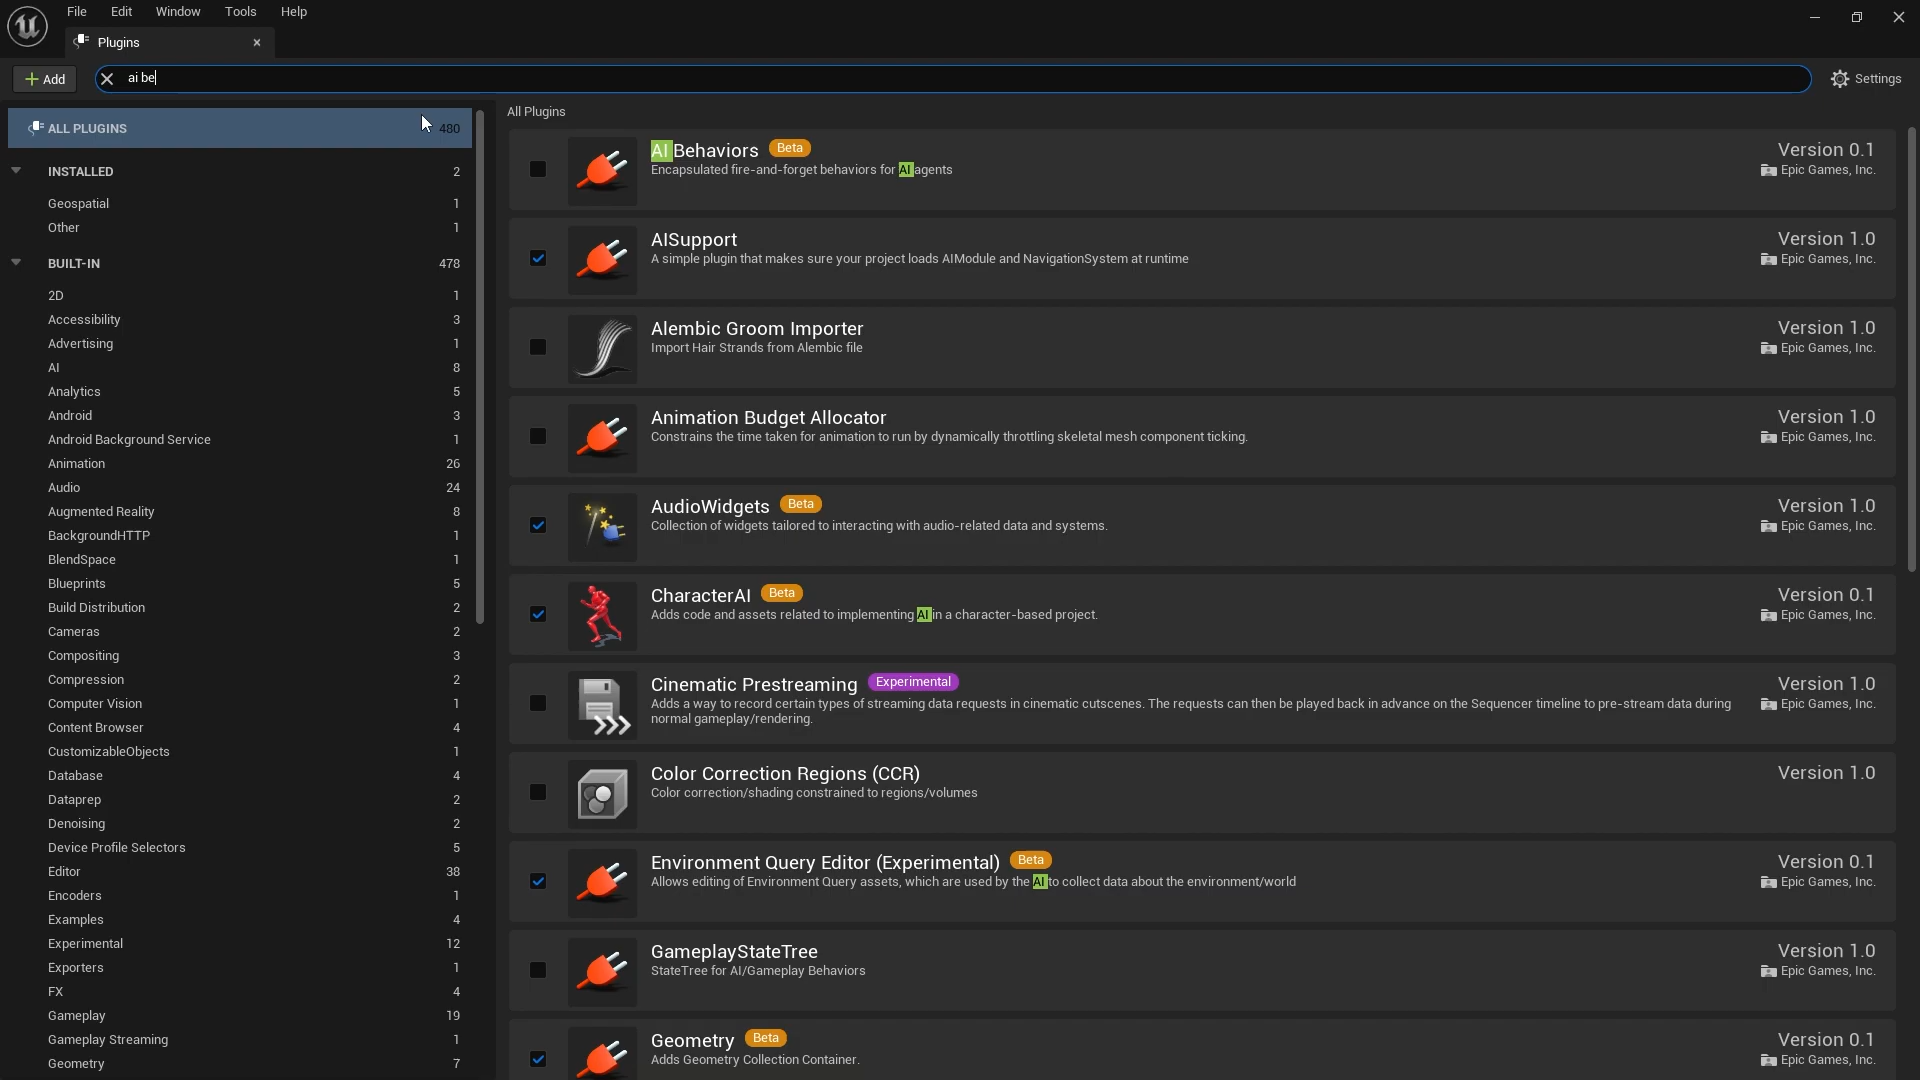 File Edit Window Tools Help
Plugins
Add
ai be
Settings
ALL PLUGINS 480
INSTALLED 2
Geospatial 1
Other 1
BUILT-IN 478
2D 1
Accessibility 3
Advertising 1
AI 8
Analytics 5
Android 3
Android Background Service 1
Animation 26
Audio 24
Augmented Reality 8
BackgroundHTTP 1
BlendSpace 1
Blueprints 5
Build Distribution 2
Cameras 2
Compositing 3
Compression 2
Computer Vision 1
Content Browser 4
CustomizableObjects 1
Database 4
Dataprep 2
Denoising 2
Device Profile Selectors 5
Editor 38
Encoders 1
Examples 4
Experimental 12
Exporters 1
FX 4
Gameplay 19
Gameplay Streaming 1
Geometry 7
All Plugins
AI Behaviors Beta Version 0.1
Encapsulated fire-and-forget behaviors for AI agents Epic Games, Inc.
AISupport Version 1.0
A simple plugin that makes sure your project loads AIModule and NavigationSystem at runtime Epic Games, Inc.
Alembic Groom Importer Version 1.0
Import Hair Strands from Alembic file Epic Games, Inc.
Animation Budget Allocator Version 1.0
Constrains the time taken for animation to run by dynamically throttling skeletal mesh component ticking. Epic Games, Inc.
AudioWidgets Beta Version 1.0
Collection of widgets tailored to interacting with audio-related data and systems. Epic Games, Inc.
CharacterAI Beta Version 0.1
Adds code and assets related to implementing AI in a character-based project. Epic Games, Inc.
Cinematic Prestreaming Experimental Version 1.0
Adds a way to record certain types of streaming data requests in cinematic cutscenes. The requests can then be played back in advance on the Sequencer timeline to pre-stream data during Epic Games, Inc.
normal gameplay/rendering.
Color Correction Regions (CCR) Version 1.0
Color correction/shading constrained to regions/volumes
Environment Query Editor (Experimental) Beta Version 0.1
Allows editing of Environment Query assets, which are used by the AI to collect data about the environment/world Epic Games, Inc.
GameplayStateTree Version 1.0
StateTree for AI/Gameplay Behaviors Epic Games, Inc.
Geometry Beta Version 0.1
Adds Geometry Collection Container. Epic Games, Inc.